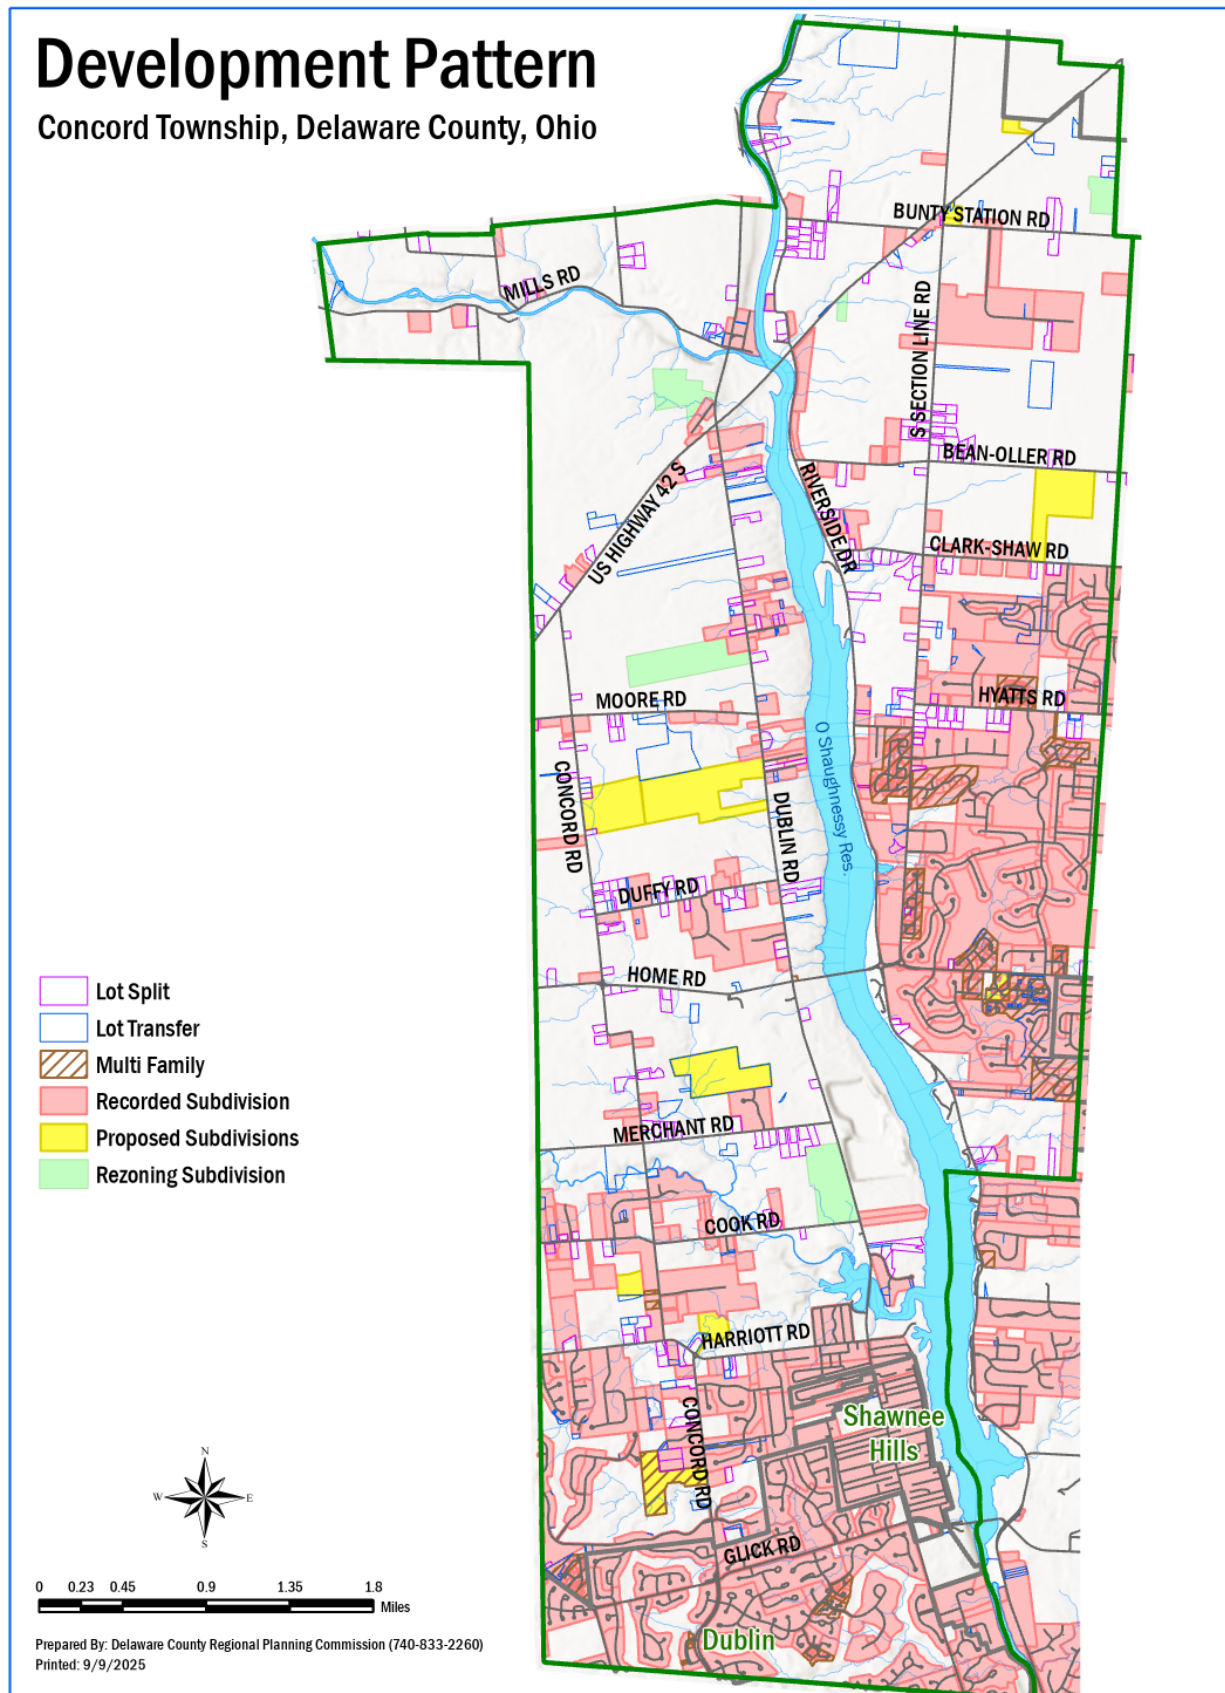 Development Pattern
Concord Township, Delaware County, Ohio
BUNTY STATION RD
MILLS RD
S SECTION LINE RD
BEAN-OLLER RD
US HIGHWAY 42 S
RIVERSIDE DR
CLARK-SHAW RD
MOORE RD
HYATTS RD
O Shaughnessy Res.
CONCORD RD
DUBLIN RD
DUFFY RD
HOME RD
Lot Split
Lot Transfer
Multi Family
Recorded Subdivision
Proposed Subdivisions
Rezoning Subdivision
MERCHANT RD
COOK RD
HARRIOTT RD
Shawnee
Hills
CONCORD RD
GLICK RD
Dublin
N
W E
S
0 0.23 0.45 0.9 1.35 1.8
Miles
Prepared By: Delaware County Regional Planning Commission (740-833-2260)
Printed: 9/9/2025